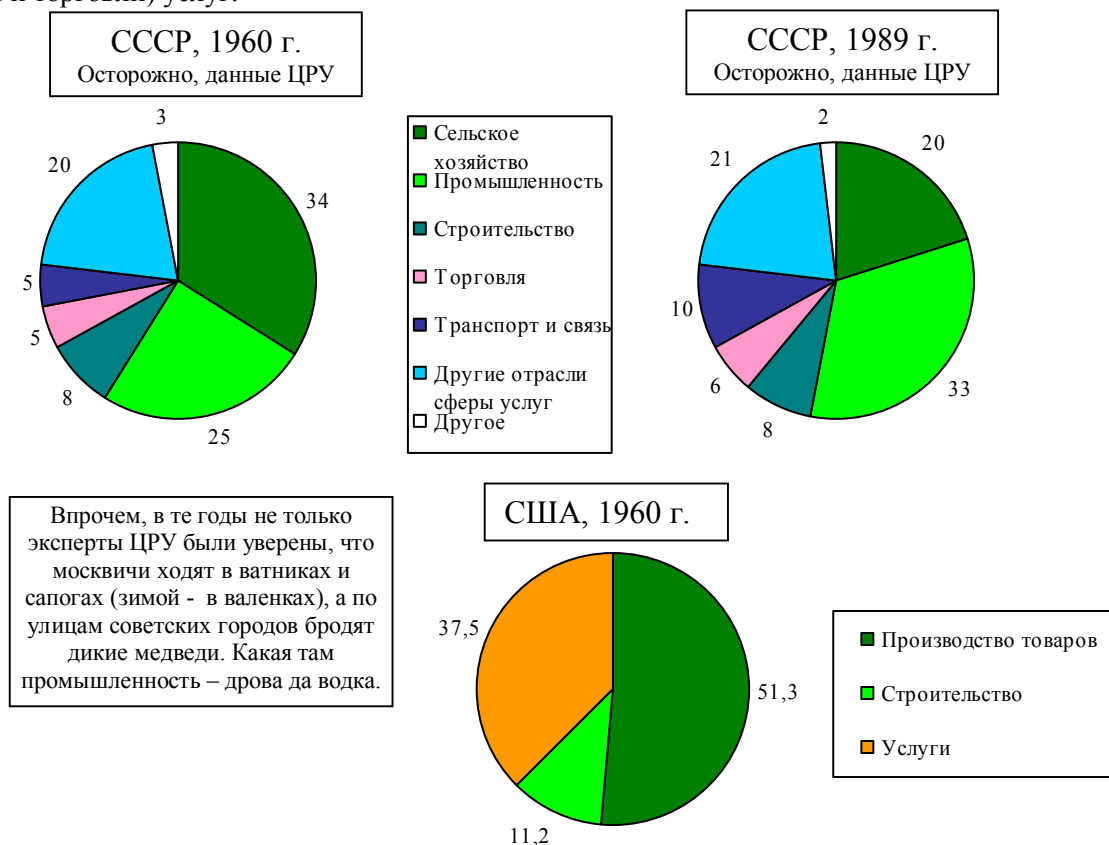 и торговли) услуг.
СССР, 1960 г.
Осторожно, данные ЦРУ
СССР, 1989 г.
Осторожно, данные ЦРУ
3
20
34
5
5
8
25
Сельское
хозяйство
Промышленность
Строительство
Торговля
Транспорт и связь
Другие отрасли
сферы услуг
Другое
2
21
20
10
6
8
33
Впрочем, в те годы не только
эксперты ЦРУ были уверены, что
москвичи ходят в ватниках и
сапогах (зимой - в валенках), а по
улицам советских городов бродят
дикие медведи. Какая там
промышленность – дрова да водка.
США, 1960 г.
37,5
51,3
11,2
Производство товаров
Строительство
Услуги